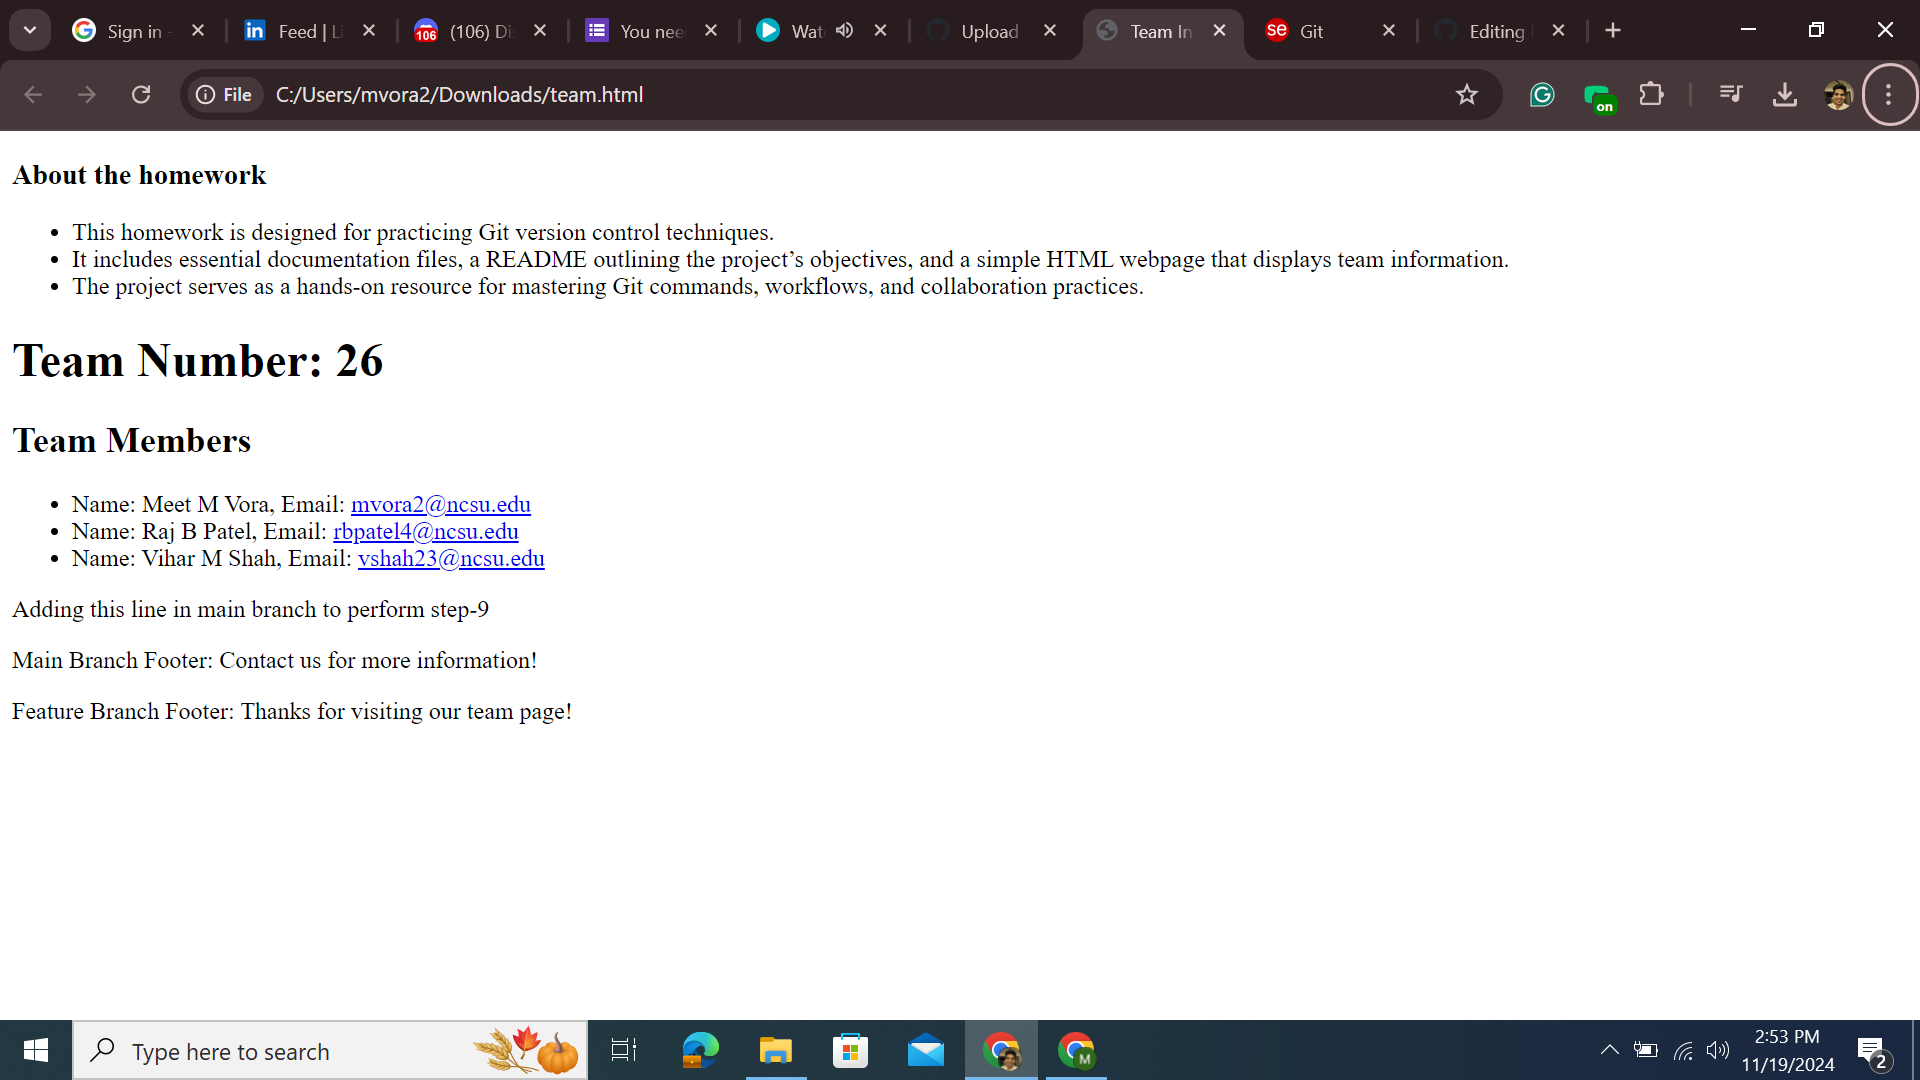 Sign in -
Feed | Li
106
(106) Di
You nee
Wat
Upload
Team In
se
Git
Editing
File
C:/Users/mvora2/Downloads/team.html
on
About the homework
• This homework is designed for practicing Git version control techniques.
• It includes essential documentation files, a README outlining the project’s objectives, and a simple HTML webpage that displays team information.
• The project serves as a hands-on resource for mastering Git commands, workflows, and collaboration practices.
Team Number: 26
Team Members
• Name: Meet M Vora, Email: mvora2@ncsu.edu
• Name: Raj B Patel, Email: rbpatel4@ncsu.edu
• Name: Vihar M Shah, Email: vshah23@ncsu.edu
Adding this line in main branch to perform step-9
Main Branch Footer: Contact us for more information!
Feature Branch Footer: Thanks for visiting our team page!
Type here to search
M
2:53 PM
11/19/2024
2